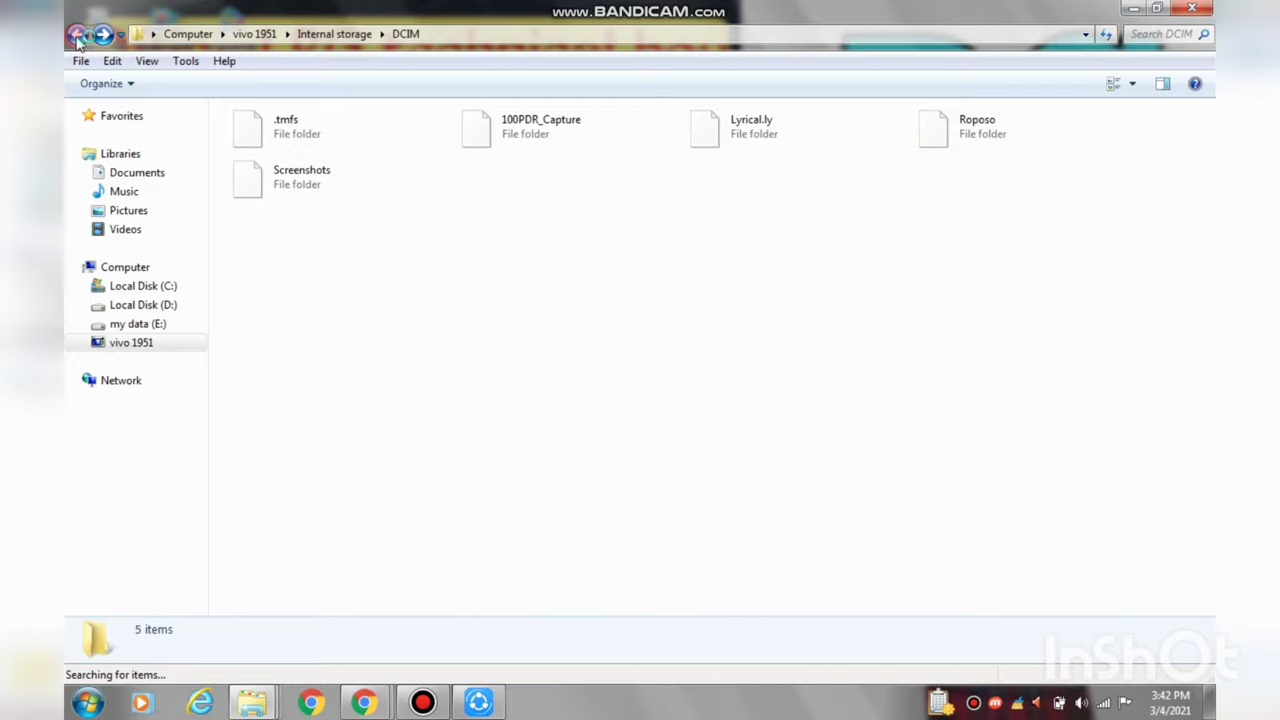 www.BANDICAM.com
Computer vivo 1951 Internal storage DCIM
Search DCIM
File Edit View Tools Help
Organize
Favorites
Libraries
Documents
Music
Pictures
Videos
Computer
Local Disk (C:)
Local Disk (D:)
my data (E:)
vivo 1951
Network
.tmfs
File folder
100PDR_Capture
File folder
Lyrical.ly
File folder
Roposo
File folder
Screenshots
File folder
5 items
InShOt
Searching for items...
3:42 PM
3/4/2021